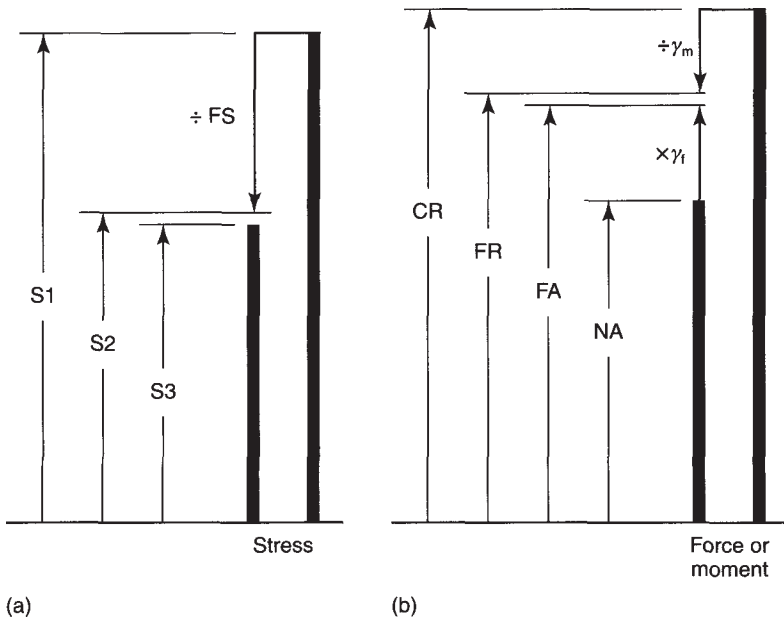 ÷ FS
S1
S2
S3
Stress
(a)
÷γm
×γf
CR
FR
FA
NA
Force or
moment
(b)